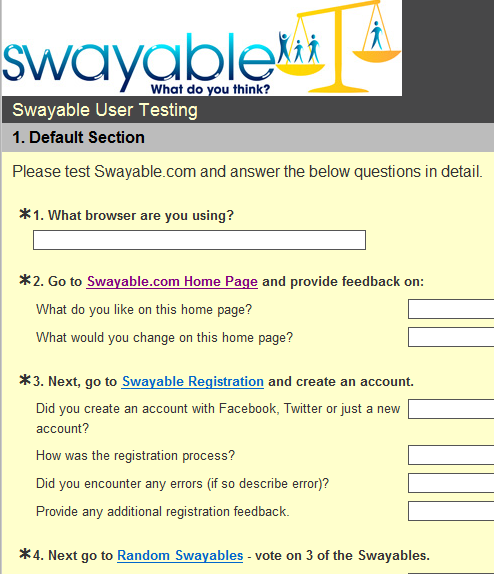 swayable
What do you think?
Swayable User Testing
1. Default Section
Please test Swayable.com and answer the below questions in detail.
*1. What browser are you using?
*2. Go to Swayable.com Home Page and provide feedback on:
What do you like on this home page?
What would you change on this home page?
*3. Next, go to Swayable Registration and create an account.
Did you create an account with Facebook, Twitter or just a new
account?
How was the registration process?
Did you encounter any errors (if so describe error)?
Provide any additional registration feedback.
*4. Next go to Random Swayables - vote on 3 of the Swayables.